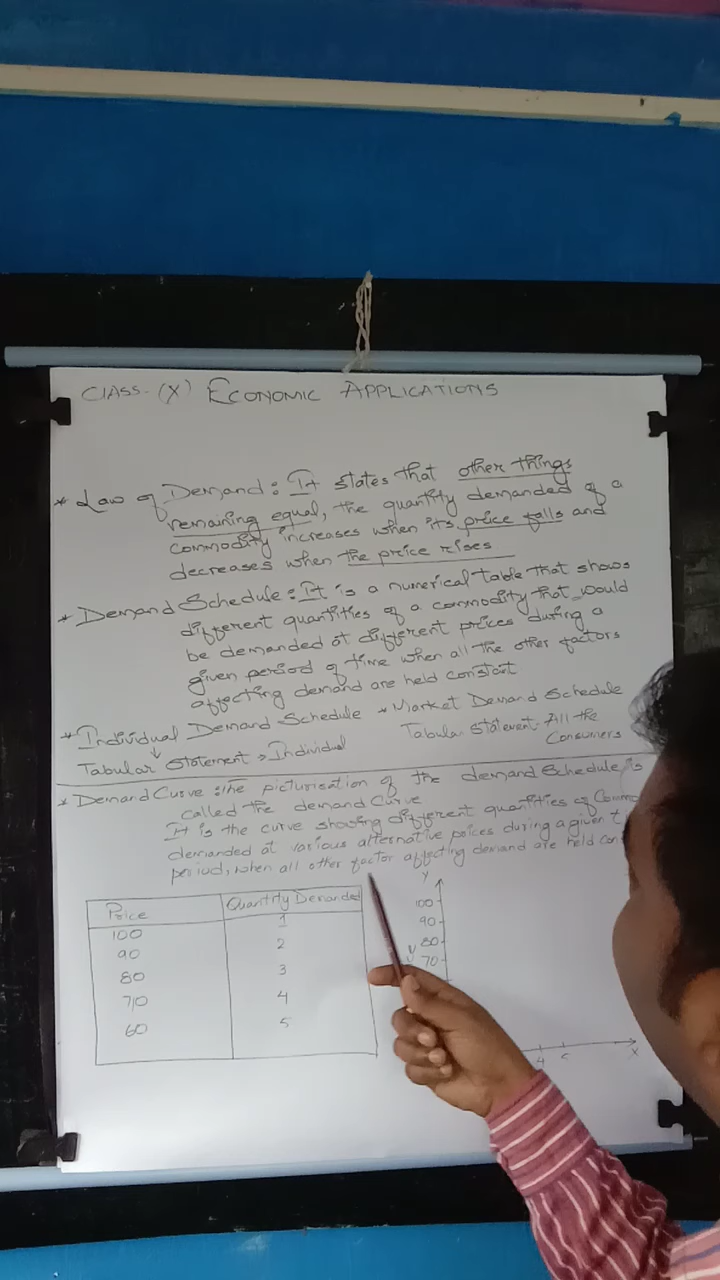 CLASS-(X) ECONOMIC APPLICATIONS
* Law of Demand: It states that other things
remaining equal, the quantity demanded of a
commodity increases when its price falls and
decreases when the price rises
* Demand Schedule: It is a numerical table that shows
different quantities of a commodity that would
be demanded at different prices during a
given period of time when all the other factors
affecting demand are held constant
* Individual Demand Schedule * Market Demand Schedule
Tabular Statement → Individual
Tabular Statement - All the
Consumers
* Demand Curve: The picturisation of the demand Schedule is
called the demand Curve
It is the curve showing different quantities of
demanded at various alternative prices during a given
period, when all other factor affecting demand are held
Price Quantity Demanded
100 1
90 2
80 3
70 4
60 5
Y
100
90
80
70
4
X